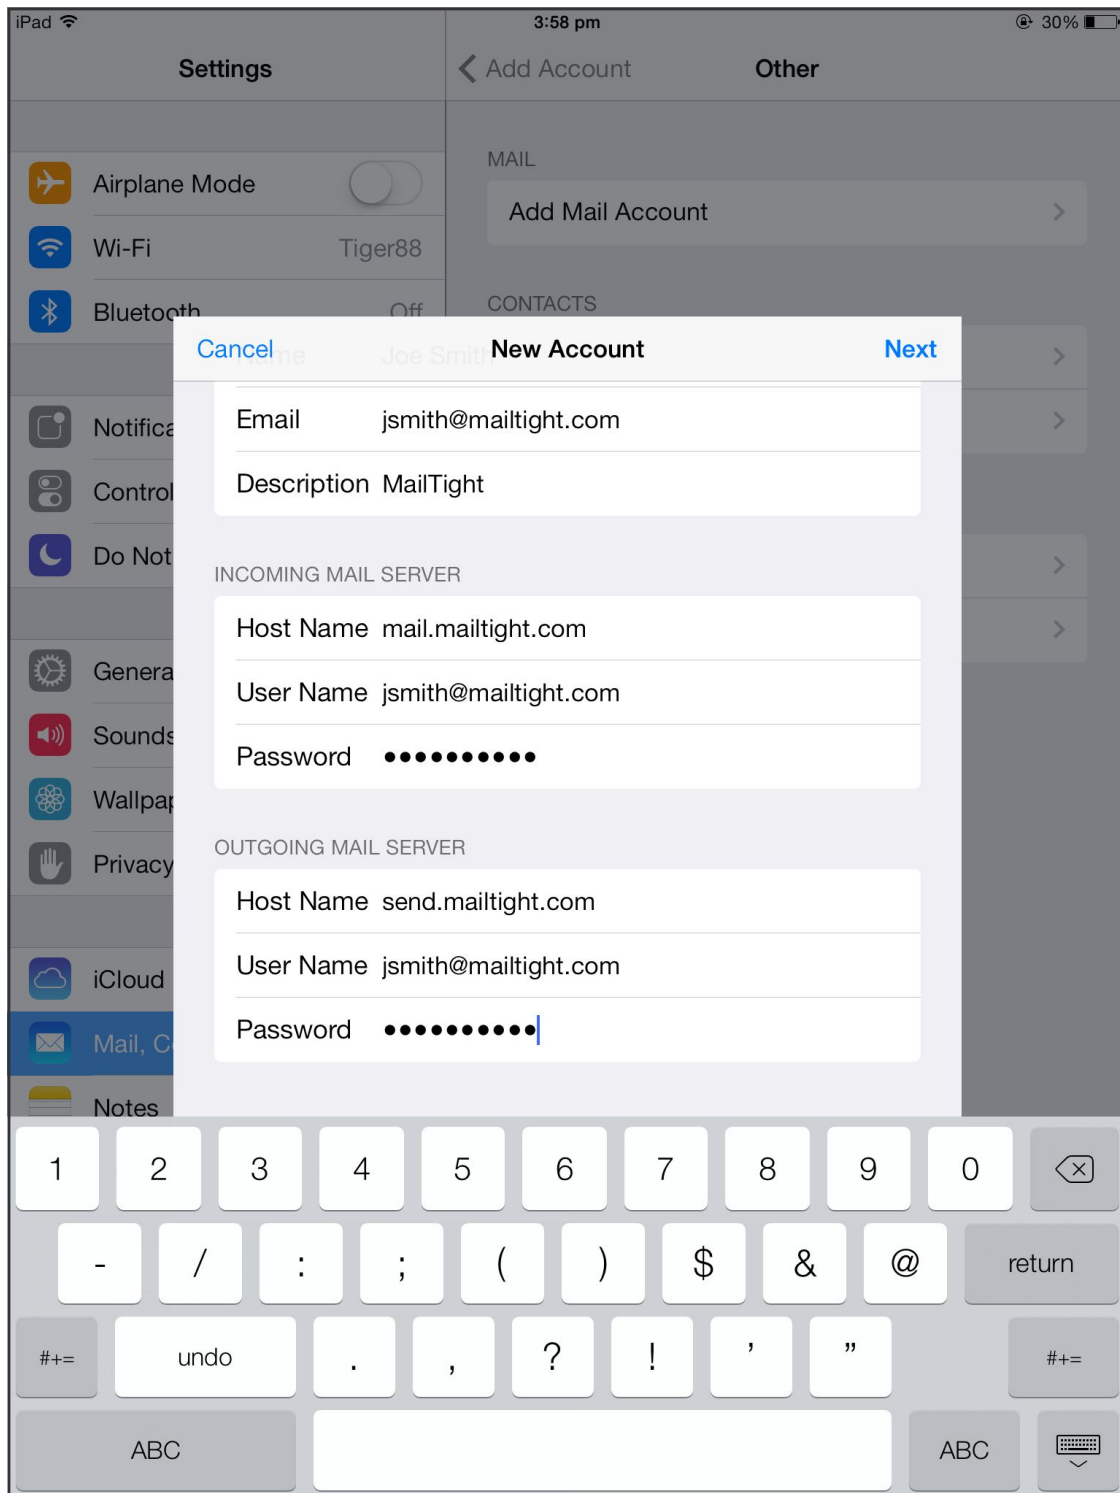 iPad 3:58 pm 30%
Settings
Add Account Other
MAIL
Airplane Mode
Add Mail Account
Wi-Fi Tiger88
CONTACTS
Bluetooth Off
Cancel New Account Next
Name Joe Smith
Email jsmith@mailtight.com
Description MailTight
Notifica
Control
Do Not
INCOMING MAIL SERVER
Host Name mail.mailtight.com
User Name jsmith@mailtight.com
Password ••••••••••
Genera
Sounds
Wallpap
Privacy
OUTGOING MAIL SERVER
Host Name send.mailtight.com
User Name jsmith@mailtight.com
Password ••••••••••
iCloud
Mail, C
Notes
1 2 3 4 5 6 7 8 9 0
- / : ; ( ) $ & @ return
#+= undo . , ? ! ' " #+=
ABC ABC